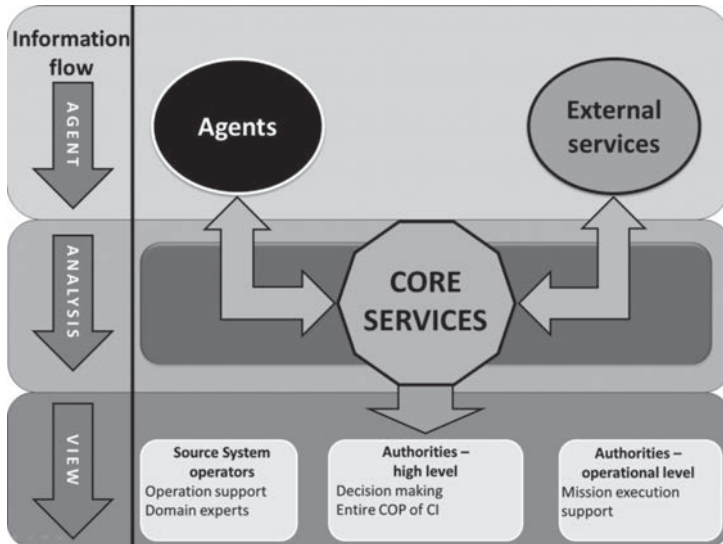 Information
flow
AGENT
Agents
External
services
ANALYSIS
CORE
SERVICES
VIEW
Source System
operators
Operation support
Domain experts
Authorities –
high level
Decision making
Entire COP of CI
Authorities –
operational level
Mission execution
support